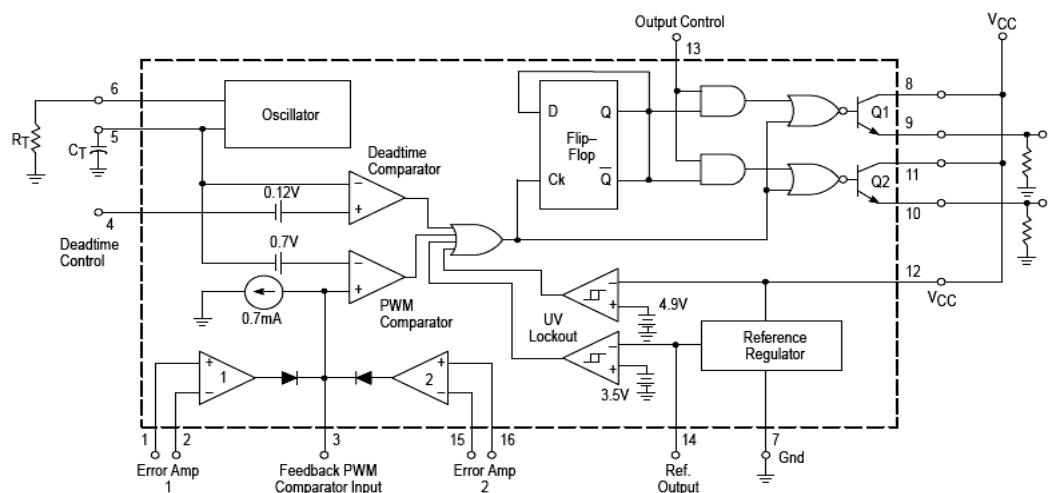 Output Control
VCC
13
6
8
Oscillator
D
Q
Q1
RT
5
9
CT
Flip–
Flop
Deadtime
Comparator
11
0.12V
Ck
Q
Q2
4
10
Deadtime
Control
0.7V
12
VCC
4.9V
0.7mA
PWM
Comparator
UV
Lockout
Reference
Regulator
1
2
3.5V
1
2
3
15
16
14
7
Gnd
Error Amp
1
Feedback PWM
Comparator Input
Error Amp
2
Ref.
Output